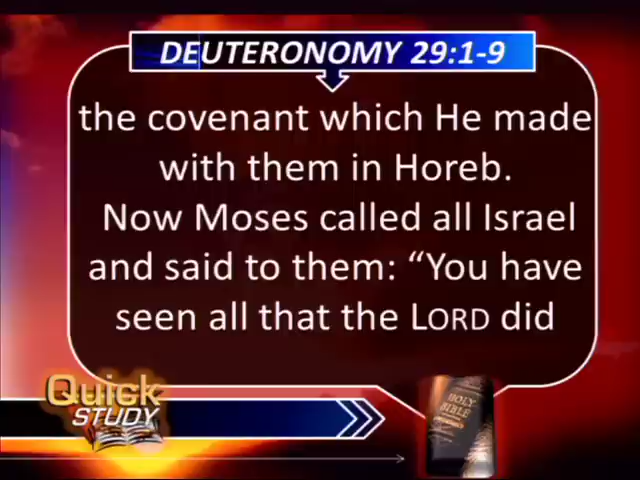 DEUTERONOMY 29:1-9
the covenant which He made
with them in Horeb.
Now Moses called all Israel
and said to them: “You have
seen all that the LORD did
Quick
STUDY
HOLY
BIBLE